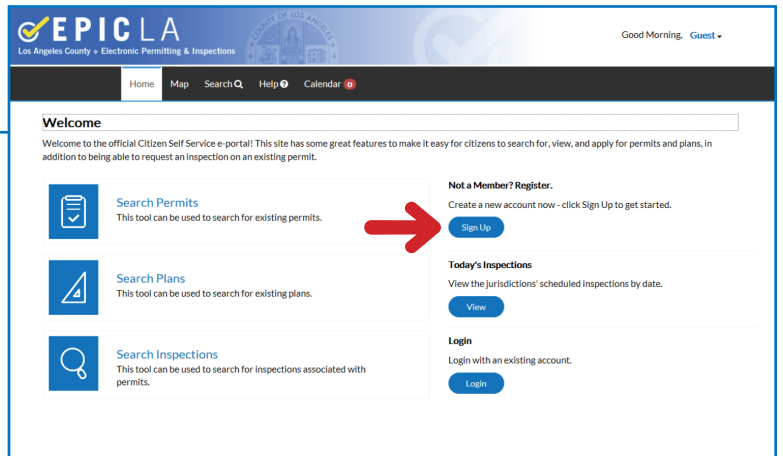 EPIC LA
Los Angeles County Electronic Permitting & Inspections
COUNTY OF LOS ANGELES
Good Morning, Guest
Home Map Search Help Calendar 0
Welcome
Welcome to the official Citizen Self Service e-portal! This site has some great features to make it easy for citizens to search for, view, and apply for permits and plans, in
addition to being able to request an inspection on an existing permit.
Search Permits
This tool can be used to search for existing permits.
Search Plans
This tool can be used to search for existing plans.
Search Inspections
This tool can be used to search for inspections associated with
permits.
Not a Member? Register.
Create a new account now - click Sign Up to get started.
Sign Up
Today's Inspections
View the jurisdictions' scheduled inspections by date.
View
Login
Login with an existing account.
Login